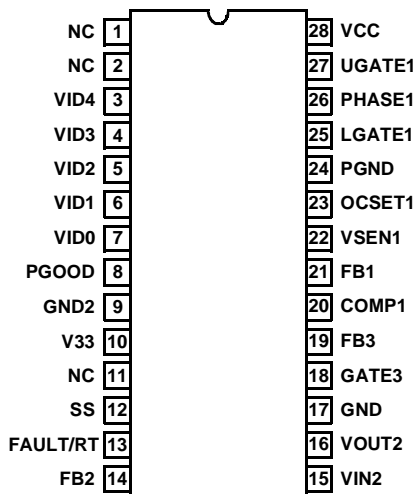 NC 1 28 VCC
NC 2 27 UGATE1
VID4 3 26 PHASE1
VID3 4 25 LGATE1
VID2 5 24 PGND
VID1 6 23 OCSET1
VID0 7 22 VSEN1
PGOOD 8 21 FB1
GND2 9 20 COMP1
V33 10 19 FB3
NC 11 18 GATE3
SS 12 17 GND
FAULT/RT 13 16 VOUT2
FB2 14 15 VIN2